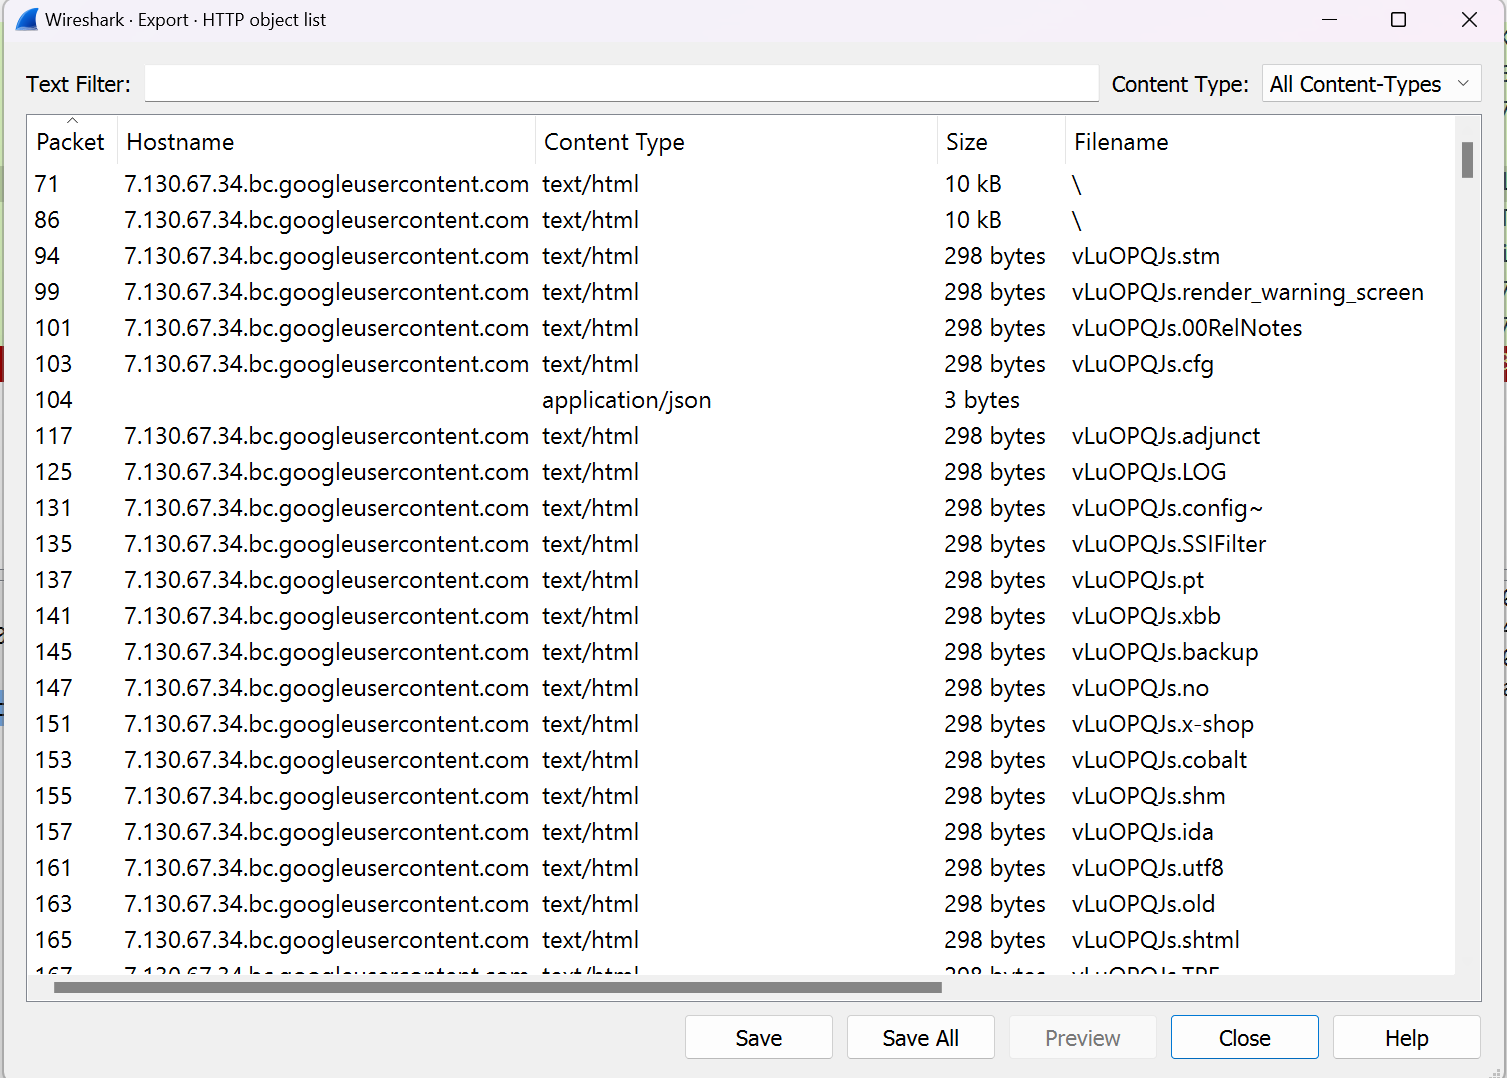 Wireshark · Export · HTTP object list
Text Filter: Content Type: All Content-Types
Packet Hostname Content Type Size Filename
71 7.130.67.34.bc.googleusercontent.com text/html 10 kB \
86 7.130.67.34.bc.googleusercontent.com text/html 10 kB \
94 7.130.67.34.bc.googleusercontent.com text/html 298 bytes vLuOPQJs.stm
99 7.130.67.34.bc.googleusercontent.com text/html 298 bytes vLuOPQJs.render_warning_screen
101 7.130.67.34.bc.googleusercontent.com text/html 298 bytes vLuOPQJs.00RelNotes
103 7.130.67.34.bc.googleusercontent.com text/html 298 bytes vLuOPQJs.cfg
104 application/json 3 bytes
117 7.130.67.34.bc.googleusercontent.com text/html 298 bytes vLuOPQJs.adjunct
125 7.130.67.34.bc.googleusercontent.com text/html 298 bytes vLuOPQJs.LOG
131 7.130.67.34.bc.googleusercontent.com text/html 298 bytes vLuOPQJs.config~
135 7.130.67.34.bc.googleusercontent.com text/html 298 bytes vLuOPQJs.SSIFilter
137 7.130.67.34.bc.googleusercontent.com text/html 298 bytes vLuOPQJs.pt
141 7.130.67.34.bc.googleusercontent.com text/html 298 bytes vLuOPQJs.xbb
145 7.130.67.34.bc.googleusercontent.com text/html 298 bytes vLuOPQJs.backup
147 7.130.67.34.bc.googleusercontent.com text/html 298 bytes vLuOPQJs.no
151 7.130.67.34.bc.googleusercontent.com text/html 298 bytes vLuOPQJs.x-shop
153 7.130.67.34.bc.googleusercontent.com text/html 298 bytes vLuOPQJs.cobalt
155 7.130.67.34.bc.googleusercontent.com text/html 298 bytes vLuOPQJs.shm
157 7.130.67.34.bc.googleusercontent.com text/html 298 bytes vLuOPQJs.ida
161 7.130.67.34.bc.googleusercontent.com text/html 298 bytes vLuOPQJs.utf8
163 7.130.67.34.bc.googleusercontent.com text/html 298 bytes vLuOPQJs.old
165 7.130.67.34.bc.googleusercontent.com text/html 298 bytes vLuOPQJs.shtml
167 7.130.67.34.bc.googleusercontent.com text/html 298 bytes
Save Save All Preview Close Help